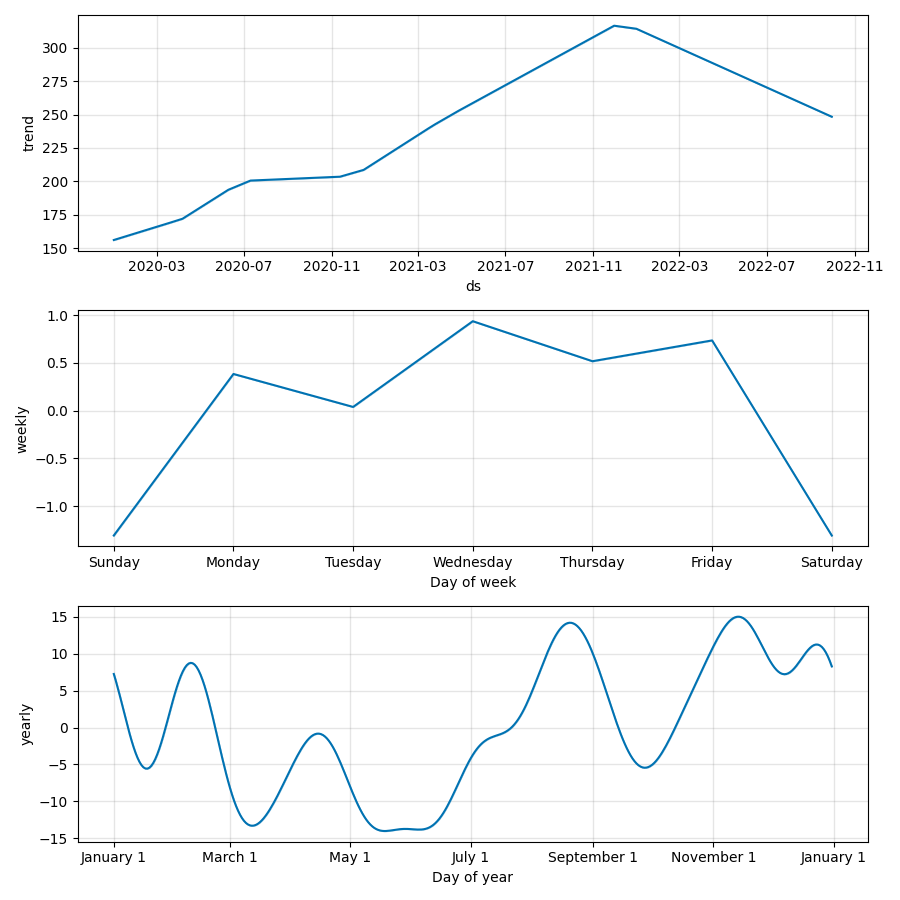 300
275
250
225
200
175
150
trend
2020-03 2020-07 2020-11 2021-03 2021-07 2021-11 2022-03 2022-07 2022-11
ds
1.0
0.5
0.0
−0.5
−1.0
weekly
Sunday Monday Tuesday Wednesday Thursday Friday Saturday
Day of week
15
10
5
0
−5
−10
−15
yearly
January 1 March 1 May 1 July 1 September 1 November 1 January 1
Day of year